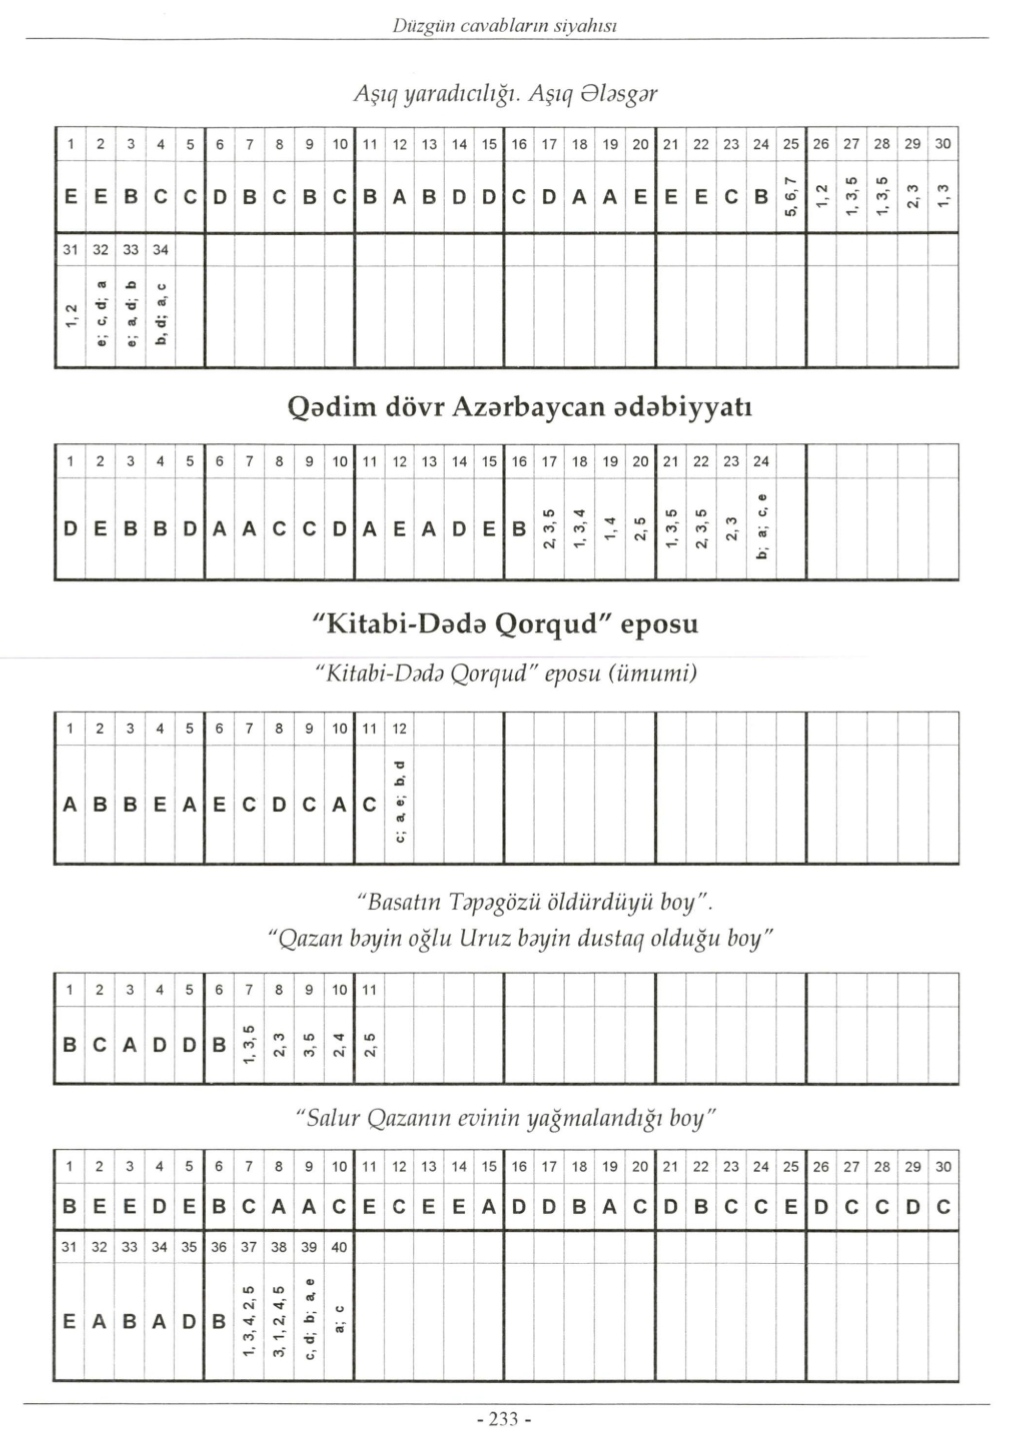 Düzgün cavabların siyahısı
Aşıq yaradıcılığı. Aşıq Ələsgər
1 2 3 4 5 6 7 8 9 10 11 12 13 14 15 16 17 18 19 20 21 22 23 24 25 26 27 28 29 30
E E B C C D B C B C B A B D D C D A A E E E C B 5, 6, 7 1, 2 1, 3, 5 1, 3, 5 2, 3 1, 3
31 32 33 34
1, 2 e; c, d; a e; a, d; b b, d; a, c
Qədim dövr Azərbaycan ədəbiyyatı
1 2 3 4 5 6 7 8 9 10 11 12 13 14 15 16 17 18 19 20 21 22 23 24
D E B B D A A C C D A E A D E B 2, 3, 5 1, 3, 4 1, 4 2, 5 1, 3, 5 2, 3, 5 2, 3 b; a; c, e
“Kitabi-Dədə Qorqud” eposu
“Kitabi-Dədə Qorqud” eposu (ümumi)
1 2 3 4 5 6 7 8 9 10 11 12
A B B E A E C D C A C c; a, e; b, d
“Basatın Təpəgözü öldürdüyü boy”.
“Qazan bəyin oğlu Uruz bəyin dustaq olduğu boy”
1 2 3 4 5 6 7 8 9 10 11
B C A D D B 1, 3, 5 2, 3 3, 5 2, 4 2, 5
“Salur Qazanın evinin yağmalandığı boy”
1 2 3 4 5 6 7 8 9 10 11 12 13 14 15 16 17 18 19 20 21 22 23 24 25 26 27 28 29 30
B E E D E B C A A C E C E E A D D B A C D B C C E D C C D C
31 32 33 34 35 36 37 38 39 40
E A B A D B 1, 3, 4, 2, 5 3, 1, 2, 4, 5 c, d; b; a, e a; c
- 233 -